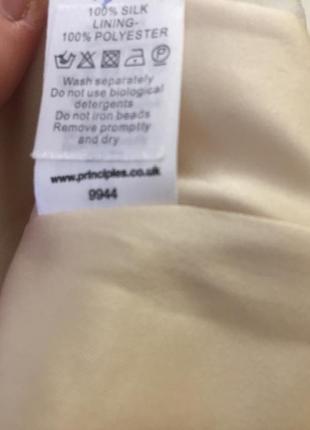 100% SILK
LINING-
100% POLYESTER
Wash separately
Do not use biological
detergents
Do not iron beads
Remove promptly
and dry
www.principles.co.uk
9944